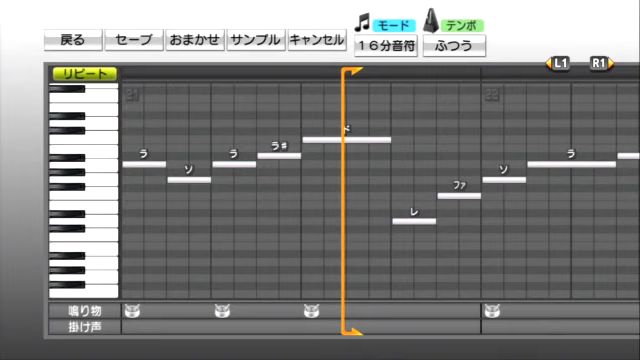 モード
テンポ
戻る
セーブ
おまかせ
サンプル
キャンセル
16分音符
ふつう
L1
R1
リピート
21
22
ド
ラ#
ラ
ラ
ラ
ソ
ソ
ファ
レ
鳴り物
掛け声